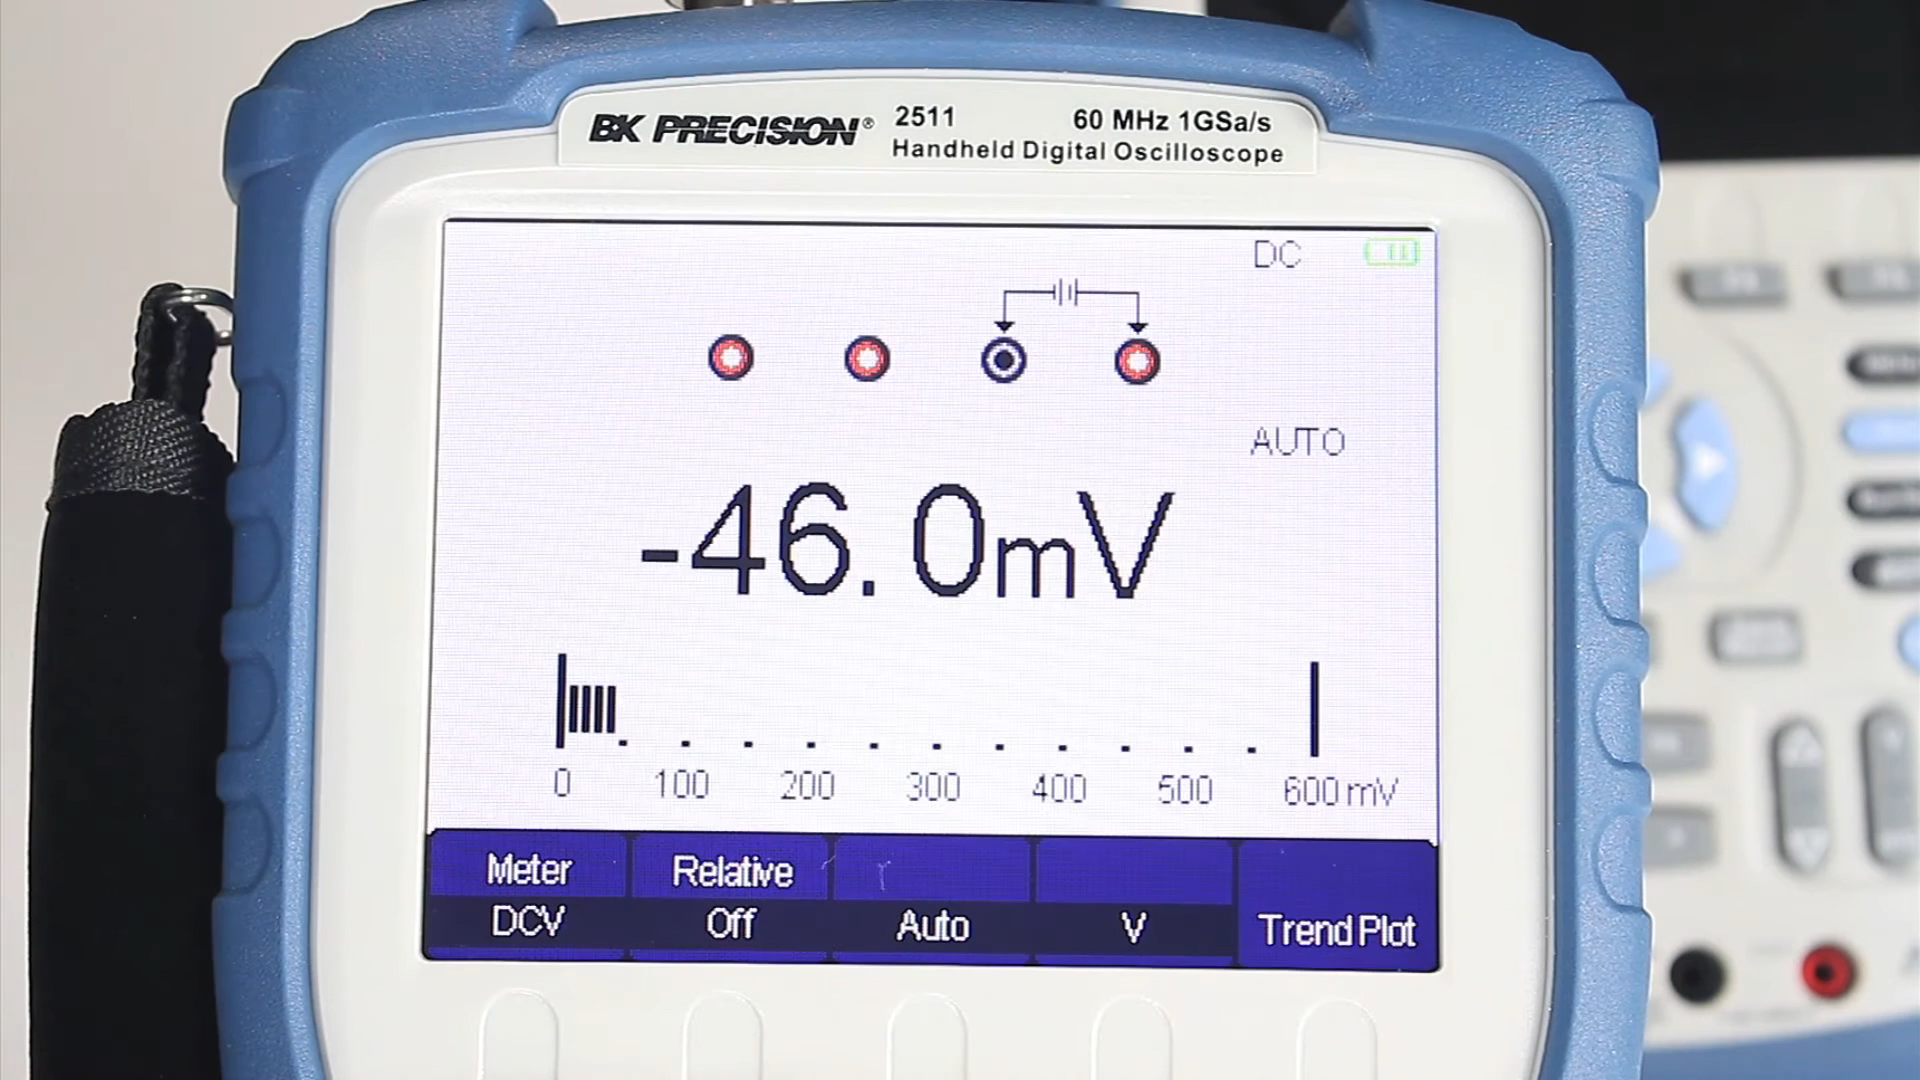 BK PRECISION® 2511 60 MHz 1GSa/s
Handheld Digital Oscilloscope
DC
AUTO
-46.0mV
0 100 200 300 400 500 600 mV
Meter Relative
DCV Off Auto V Trend Plot